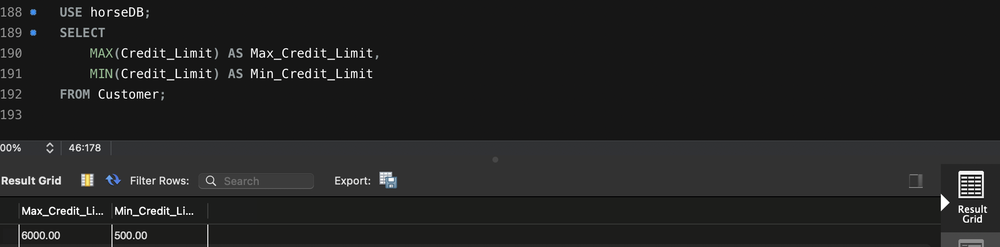 188 USE horseDB;
189 SELECT
190 MAX(Credit_Limit) AS Max_Credit_Limit,
191 MIN(Credit_Limit) AS Min_Credit_Limit
192 FROM Customer;
193
00% 46:178
Result Grid Filter Rows: Search Export:
Max_Credit_Li... Min_Credit_Li...
6000.00 500.00
Result
Grid